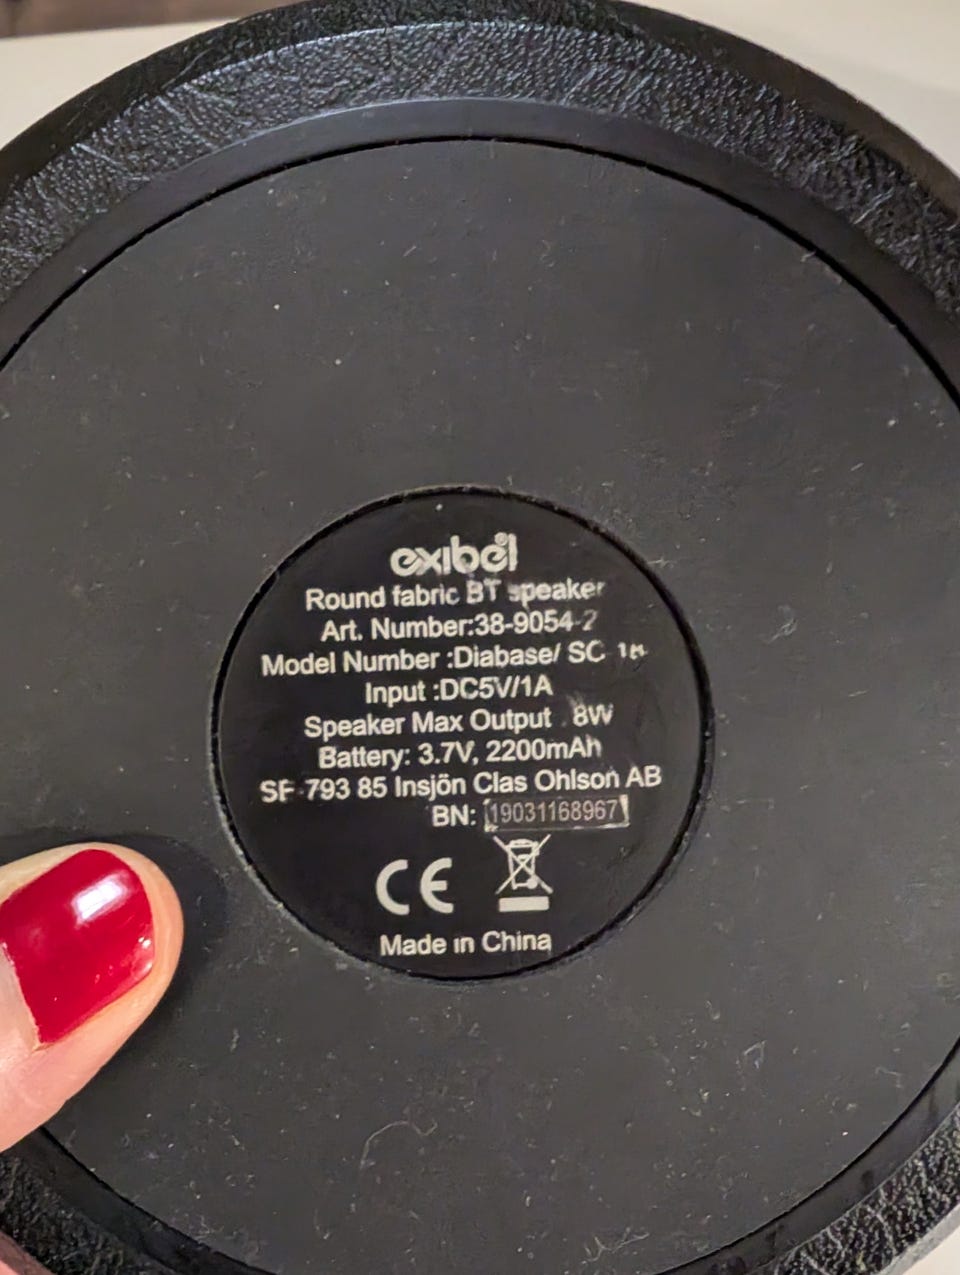 exibel
Round fabric BT speaker
Art. Number:38-9054-2
Model Number :Diabase/ SC
Input :DC5V/1A
Speaker Max Output 8W
Battery: 3.7V, 2200mAh
SF-793 85 Insjön Clas Ohlson AB
BN: 19031168967
CE
Made in China